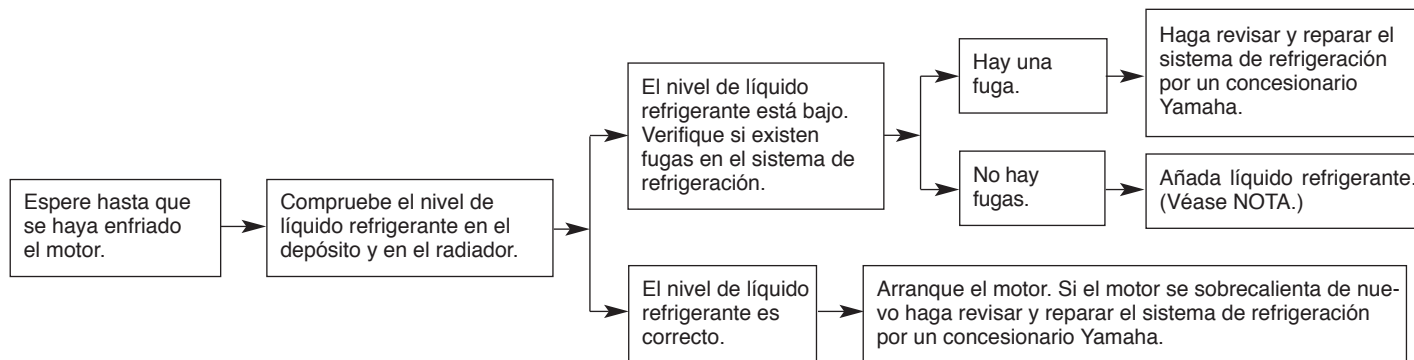 Espere hasta que
se haya enfriado
el motor.
Compruebe el nivel de
líquido refrigerante en el
depósito y en el radiador.
El nivel de líquido
refrigerante está bajo.
Verifique si existen
fugas en el sistema de
refrigeración.
Hay una
fuga.
Haga revisar y reparar el
sistema de refrigeración
por un concesionario
Yamaha.
No hay
fugas.
Añada líquido refrigerante.
(Véase NOTA.)
El nivel de líquido
refrigerante es
correcto.
Arranque el motor. Si el motor se sobrecalienta de nue-
vo haga revisar y reparar el sistema de refrigeración
por un concesionario Yamaha.